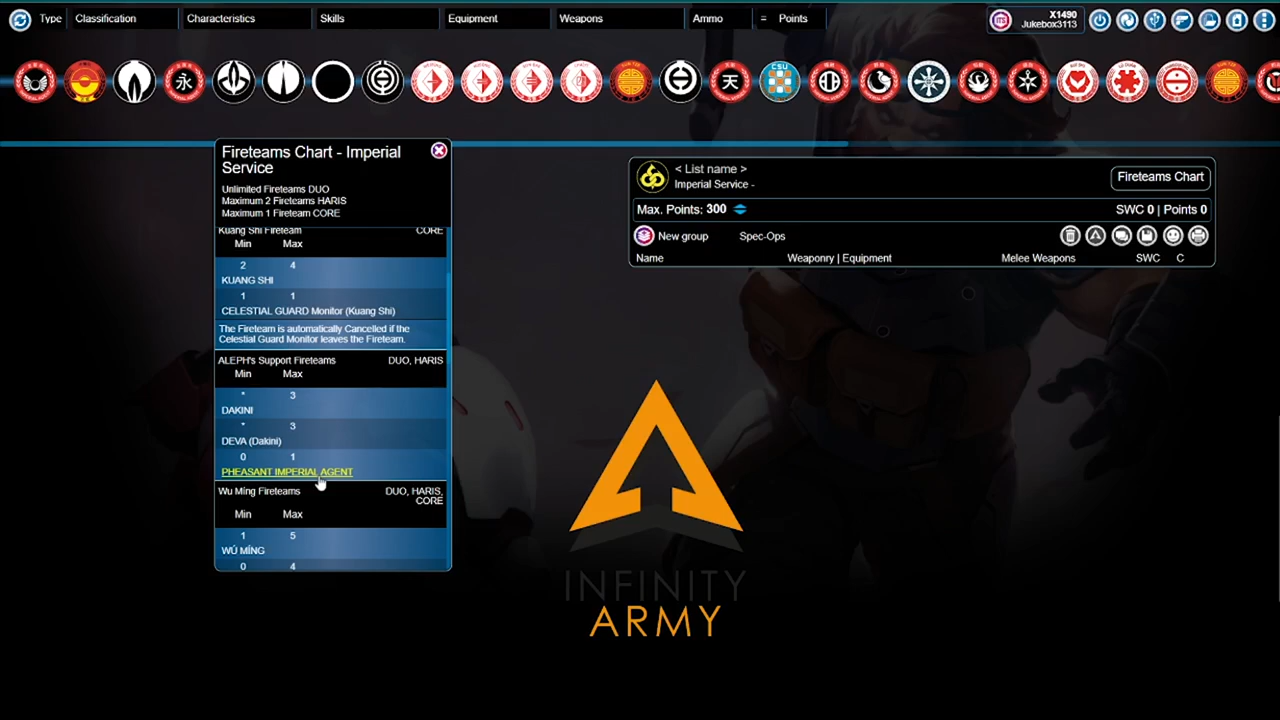 Type
Classification
Characteristics
Skills
Equipment
Weapons
Ammo
=
Points
ITS
X1490
Jukebox3113
CSU
Fireteams Chart - Imperial
Service
Unlimited Fireteams DUO
Maximum 2 Fireteams HARIS
Maximum 1 Fireteam CORE
Kuang Shi Fireteam CORE
Min Max
2 4
KUANG SHI
1 1
CELESTIAL GUARD Monitor (Kuang Shi)
The Fireteam is automatically Cancelled if the
Celestial Guard Monitor leaves the Fireteam.
ALEPH's Support Fireteams DUO, HARIS
Min Max
* 3
DAKINI
* 3
DEVA (Dakini)
0 1
PHEASANT IMPERIAL AGENT
Wu Míng Fireteams DUO, HARIS,
CORE
Min Max
1 5
WÚ MÍNG
0 4
< List name >
Imperial Service -
Fireteams Chart
Max. Points: 300
SWC 0 | Points 0
New group
Spec-Ops
Name
Weaponry | Equipment
Melee Weapons
SWC
C
INFINITY
ARMY